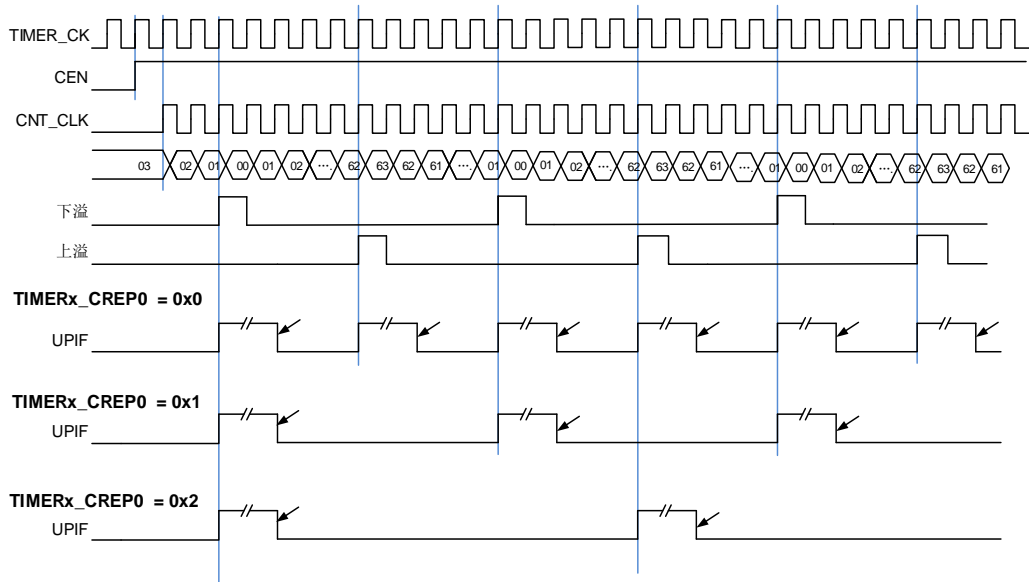 TIMER_CK
CEN
CNT_CLK
03 02 01 00 01 02 .... 62 63 62 61 .... 01 00 01 02 .... 62 63 62 61 .... 01 00 01 02 .... 62 63 62 61
下溢
上溢
TIMERx_CREP0 = 0x0
UPIF
TIMERx_CREP0 = 0x1
UPIF
TIMERx_CREP0 = 0x2
UPIF